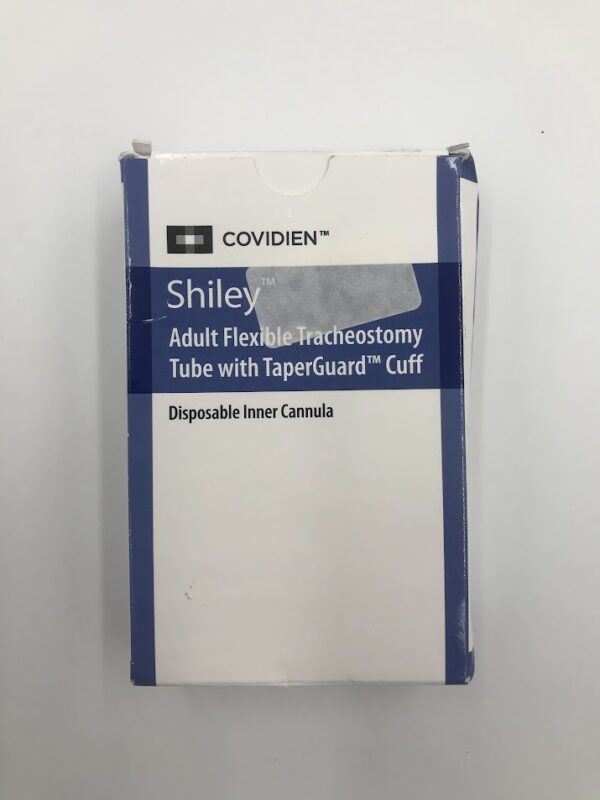 COVIDIEN™
Shiley™
Adult Flexible Tracheostomy
Tube with TaperGuard™ Cuff
Disposable Inner Cannula